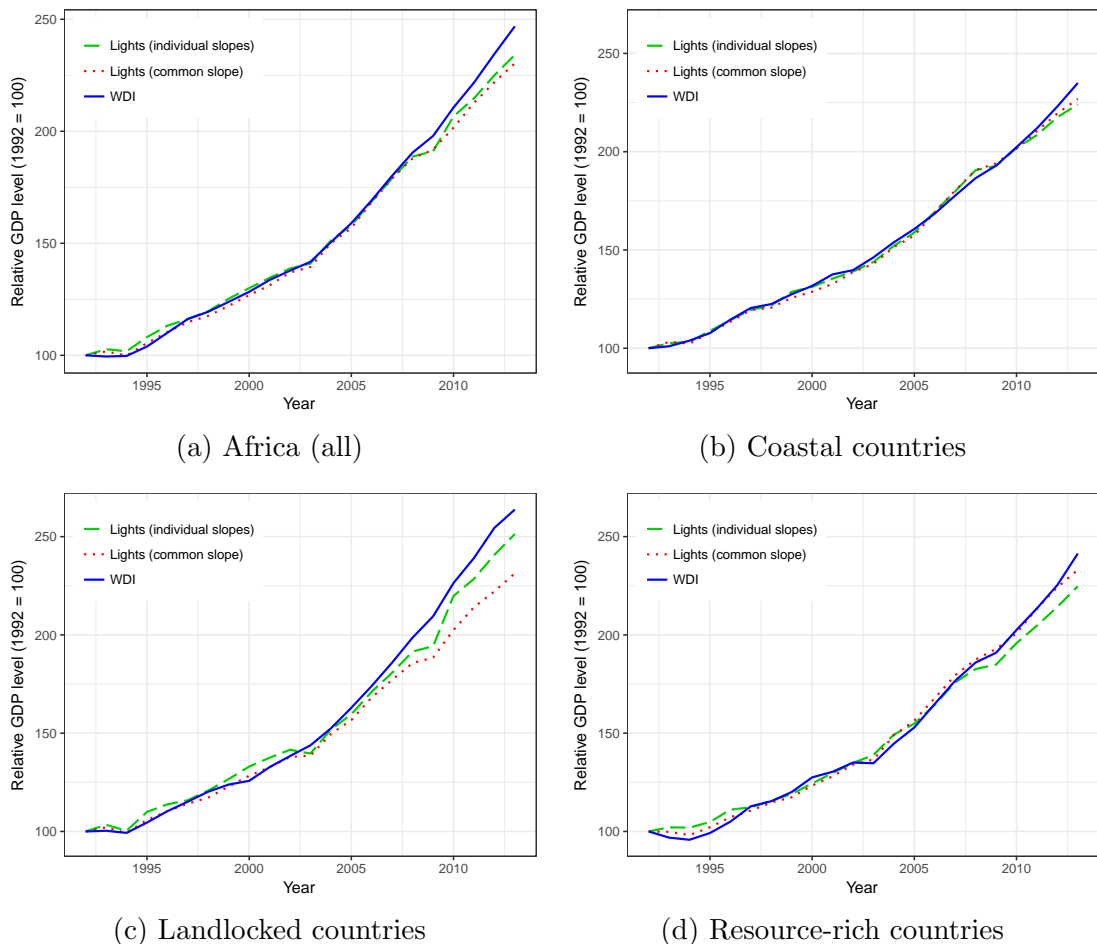 250
200
150
100
Relative GDP level (1992 = 100)
Lights (individual slopes)
Lights (common slope)
WDI
1995 2000 2005 2010
Year
(a) Africa (all)
250
200
150
100
Relative GDP level (1992 = 100)
Lights (individual slopes)
Lights (common slope)
WDI
1995 2000 2005 2010
Year
(b) Coastal countries
250
200
150
100
Relative GDP level (1992 = 100)
Lights (individual slopes)
Lights (common slope)
WDI
1995 2000 2005 2010
Year
(c) Landlocked countries
250
200
150
100
Relative GDP level (1992 = 100)
Lights (individual slopes)
Lights (common slope)
WDI
1995 2000 2005 2010
Year
(d) Resource-rich countries